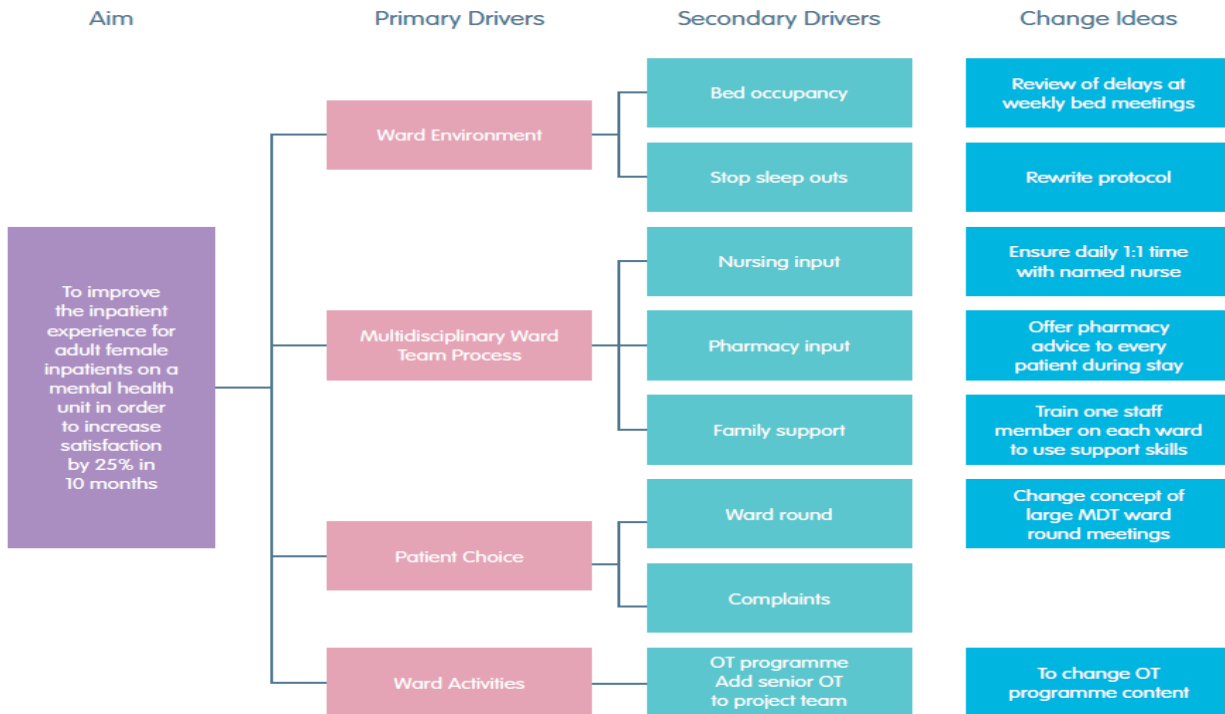 Aim
Primary Drivers
Secondary Drivers
Change Ideas
To improve
the inpatient
experience for
adult female
inpatients on a
mental health
unit in order
to increase
satisfaction
by 25% in
10 months
Ward Environment
Multidisciplinary Ward
Team Process
Patient Choice
Ward Activities
Bed occupancy
Stop sleep outs
Nursing input
Pharmacy input
Family support
Ward round
Complaints
OT programme
Add senior OT
to project team
Review of delays at
weekly bed meetings
Rewrite protocol
Ensure daily 1:1 time
with named nurse
Offer pharmacy
advice to every
patient during stay
Train one staff
member on each ward
to use support skills
Change concept of
large MDT ward
round meetings
To change OT
programme content